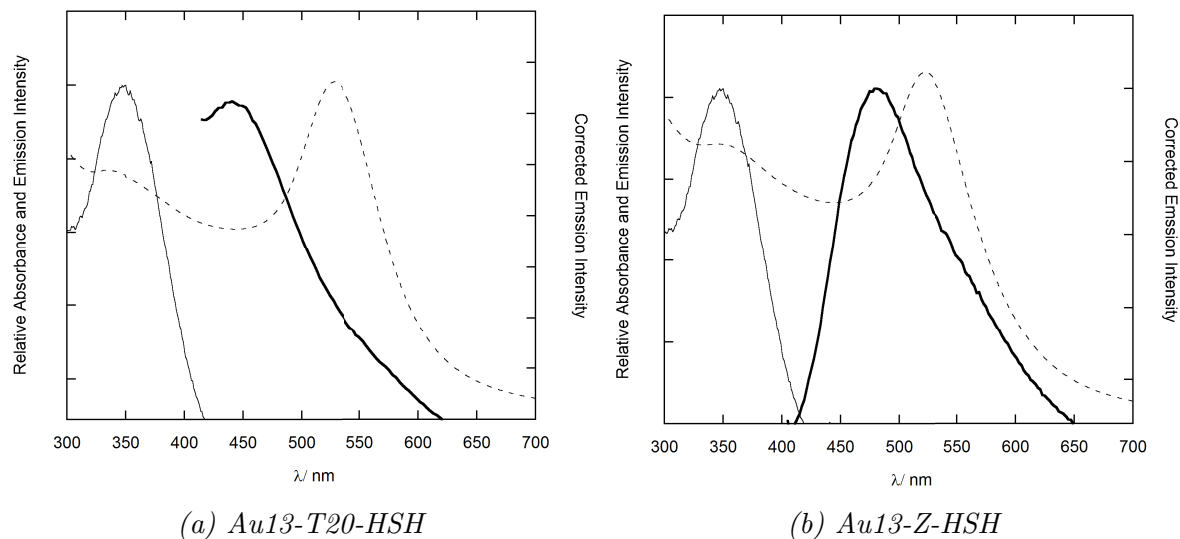 Relative Absorbance and Emission Intensity
Corrected Emssion Intensity
300 350 400 450 500 550 600 650 700
λ/ nm
(a) Au13-T20-HSH
Relative Absorbance and Emission Intensity
Corrected Emssion Intensity
300 350 400 450 500 550 600 650 700
λ/ nm
(b) Au13-Z-HSH